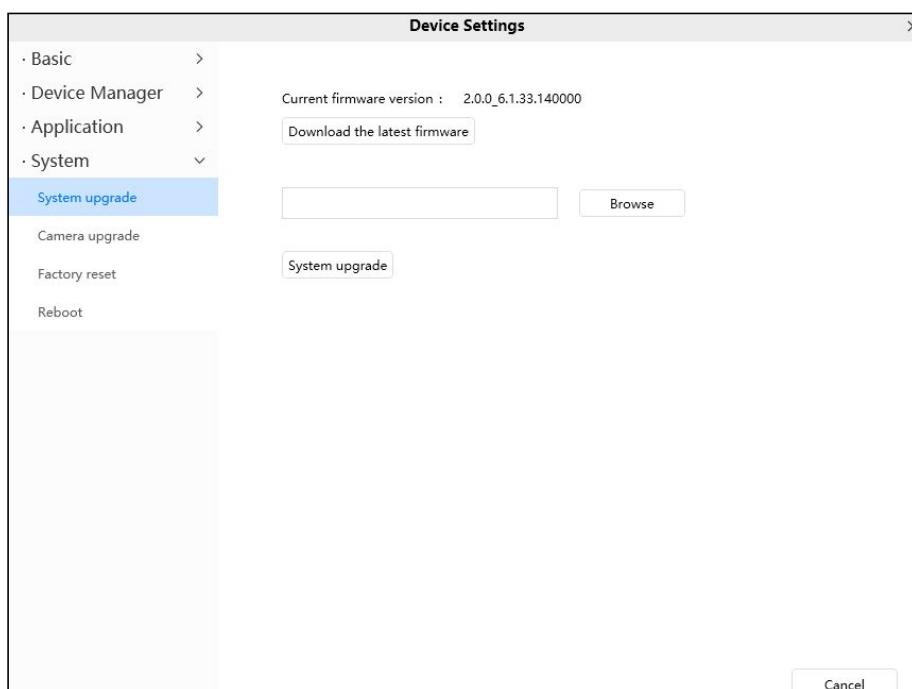 Device Settings
· Basic
· Device Manager
· Application
· System
System upgrade
Camera upgrade
Factory reset
Reboot
Current firmware version： 2.0.0_6.1.33.140000
Download the latest firmware
Browse
System upgrade
Cancel